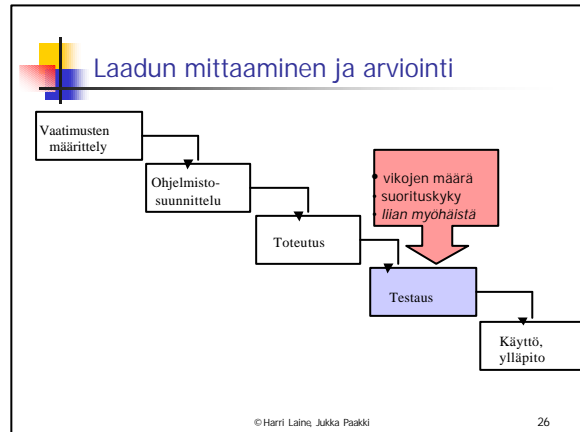 Laadun mittaaminen ja arviointi
Vaatimusten
määrittely
Ohjelmisto-
suunnittelu
Toteutus
• vikojen määrä
• suorituskyky
• liian myöhäistä
Testaus
Käyttö,
ylläpito
© Harri Laine, Jukka Paakki
26